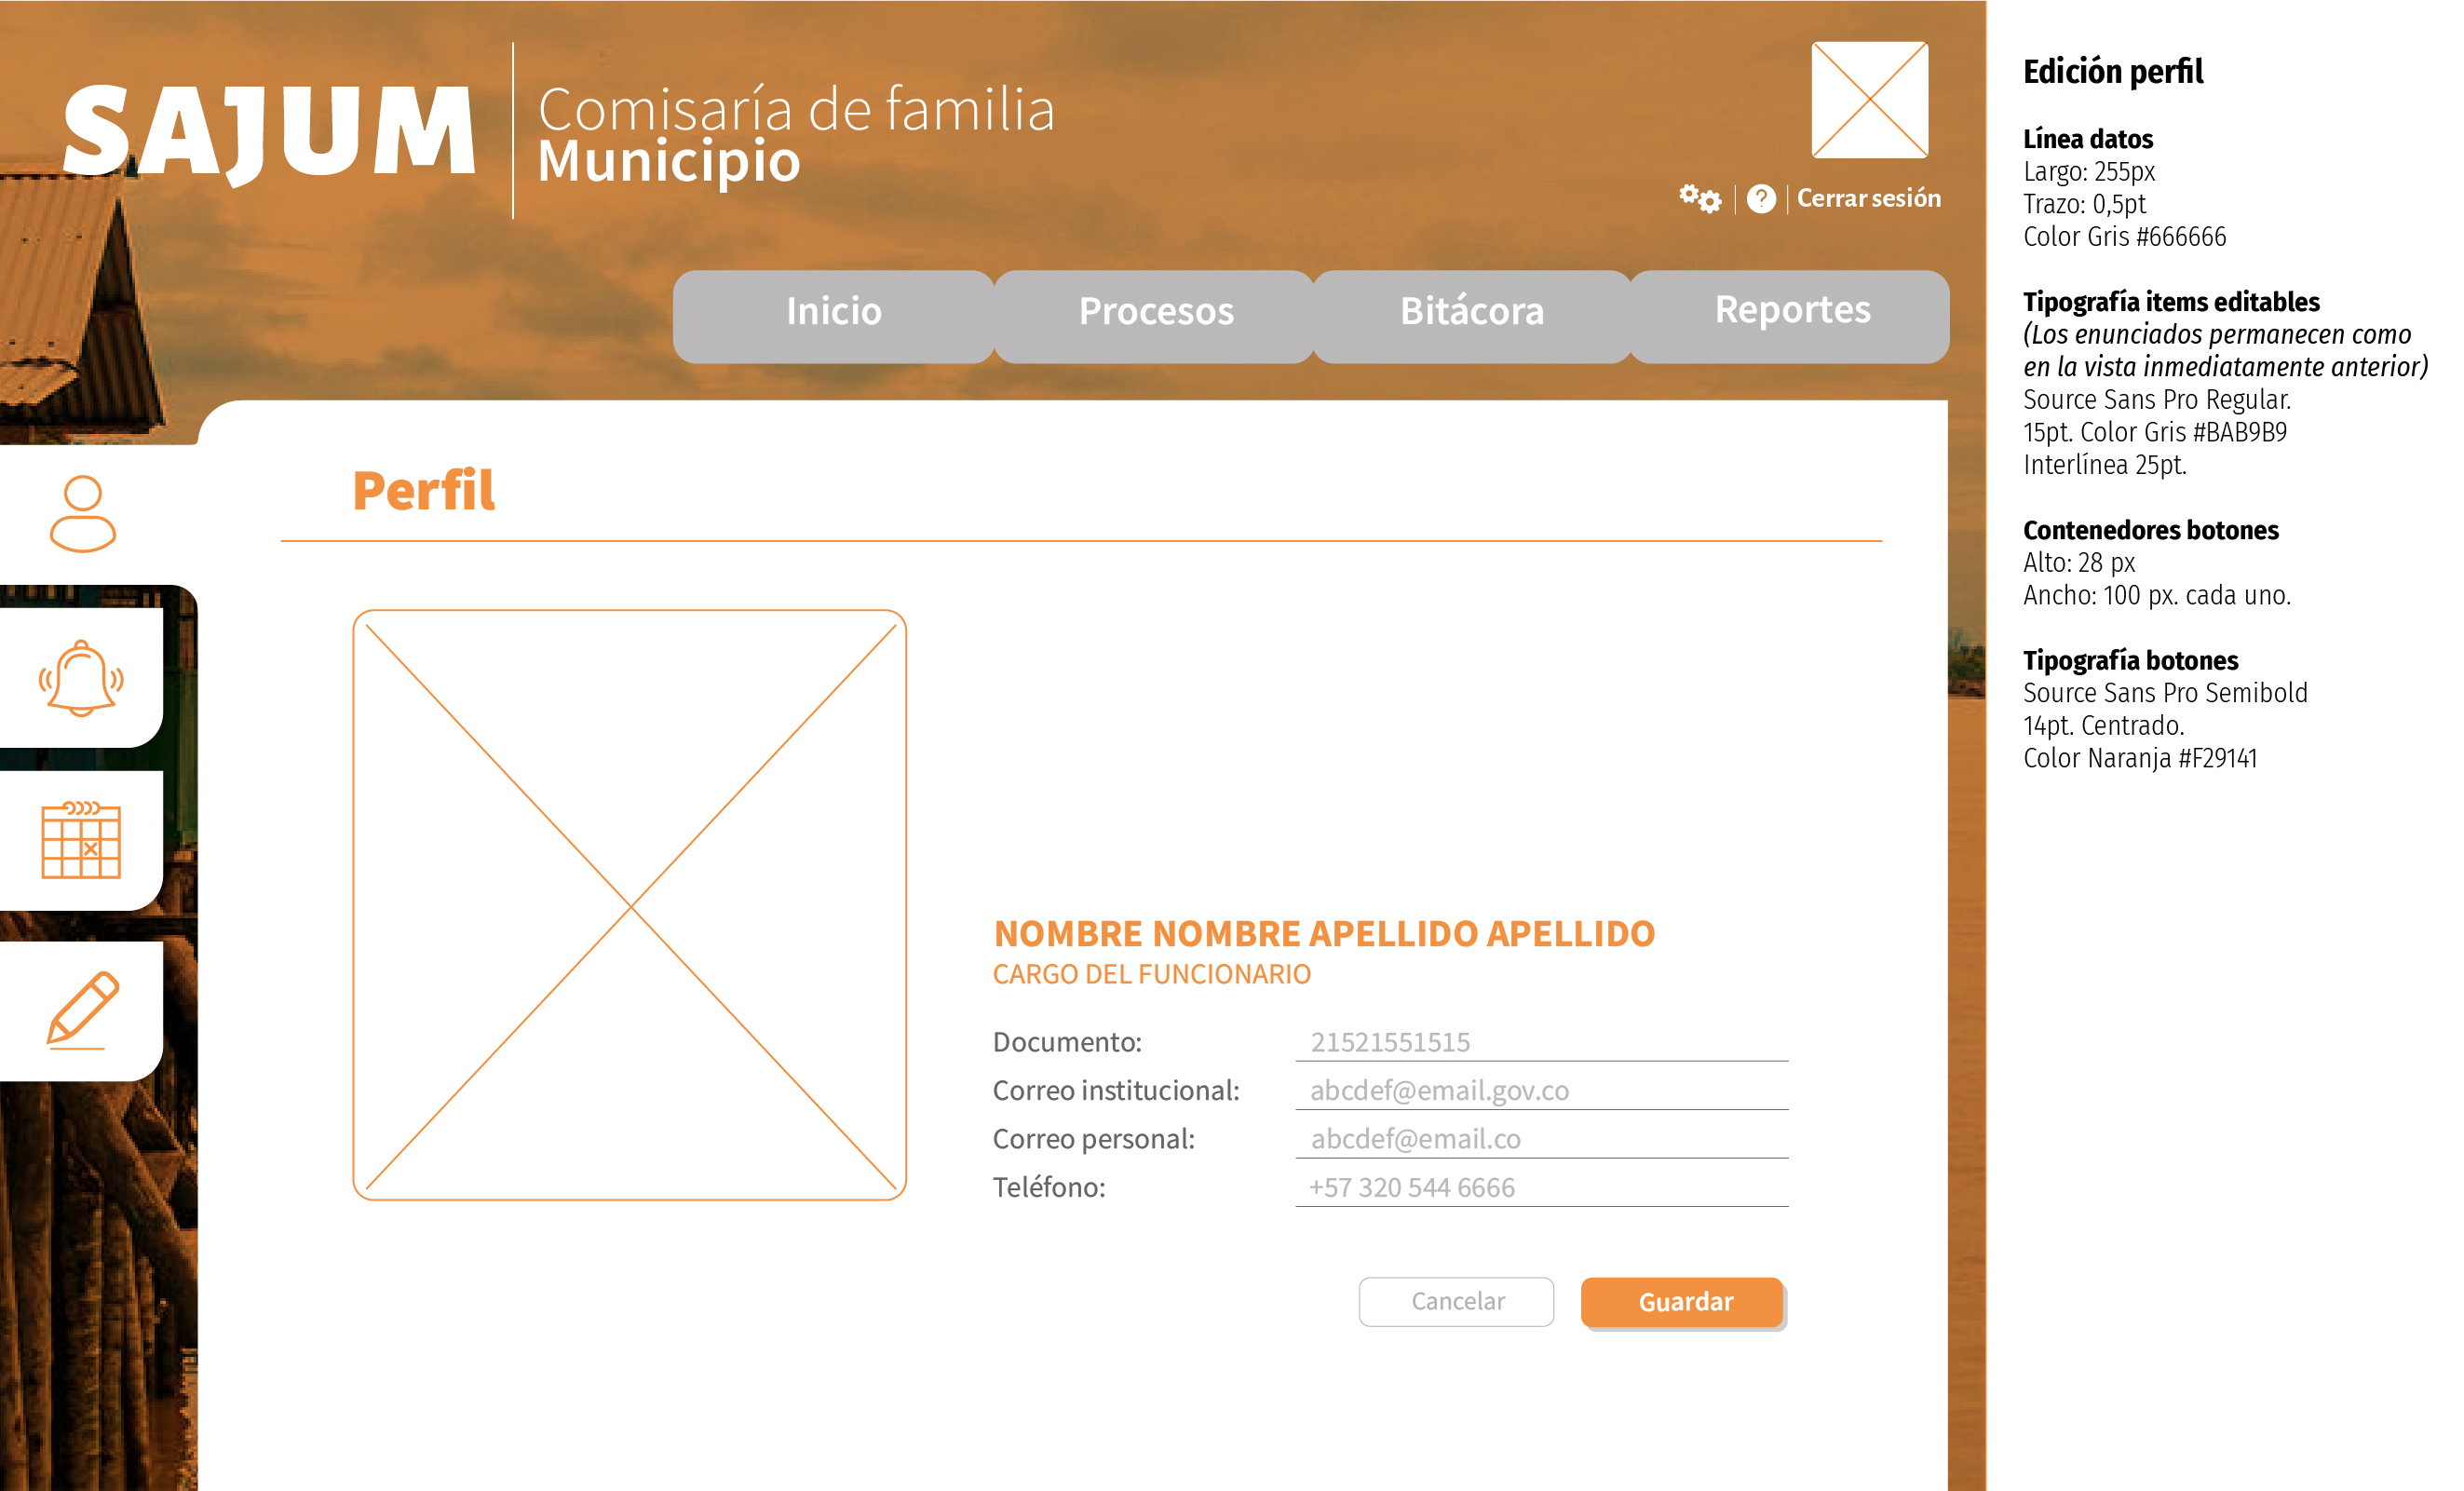 SAJUM
Comisaría de familia
Municipio
Cerrar sesión
Inicio
Procesos
Bitácora
Reportes
Perfil
NOMBRE NOMBRE APELLIDO APELLIDO
CARGO DEL FUNCIONARIO
Documento: 21521551515
Correo institucional: abcdef@email.gov.co
Correo personal: abcdef@email.co
Teléfono: +57 320 544 6666
Cancelar
Guardar
Edición perfil
Línea datos
Largo: 255px
Trazo: 0,5pt
Color Gris #666666
Tipografía items editables
(Los enunciados permanecen como
en la vista inmediatamente anterior)
Source Sans Pro Regular.
15pt. Color Gris #BAB9B9
Interlínea 25pt.
Contenedores botones
Alto: 28 px
Ancho: 100 px. cada uno.
Tipografía botones
Source Sans Pro Semibold
14pt. Centrado.
Color Naranja #F29141